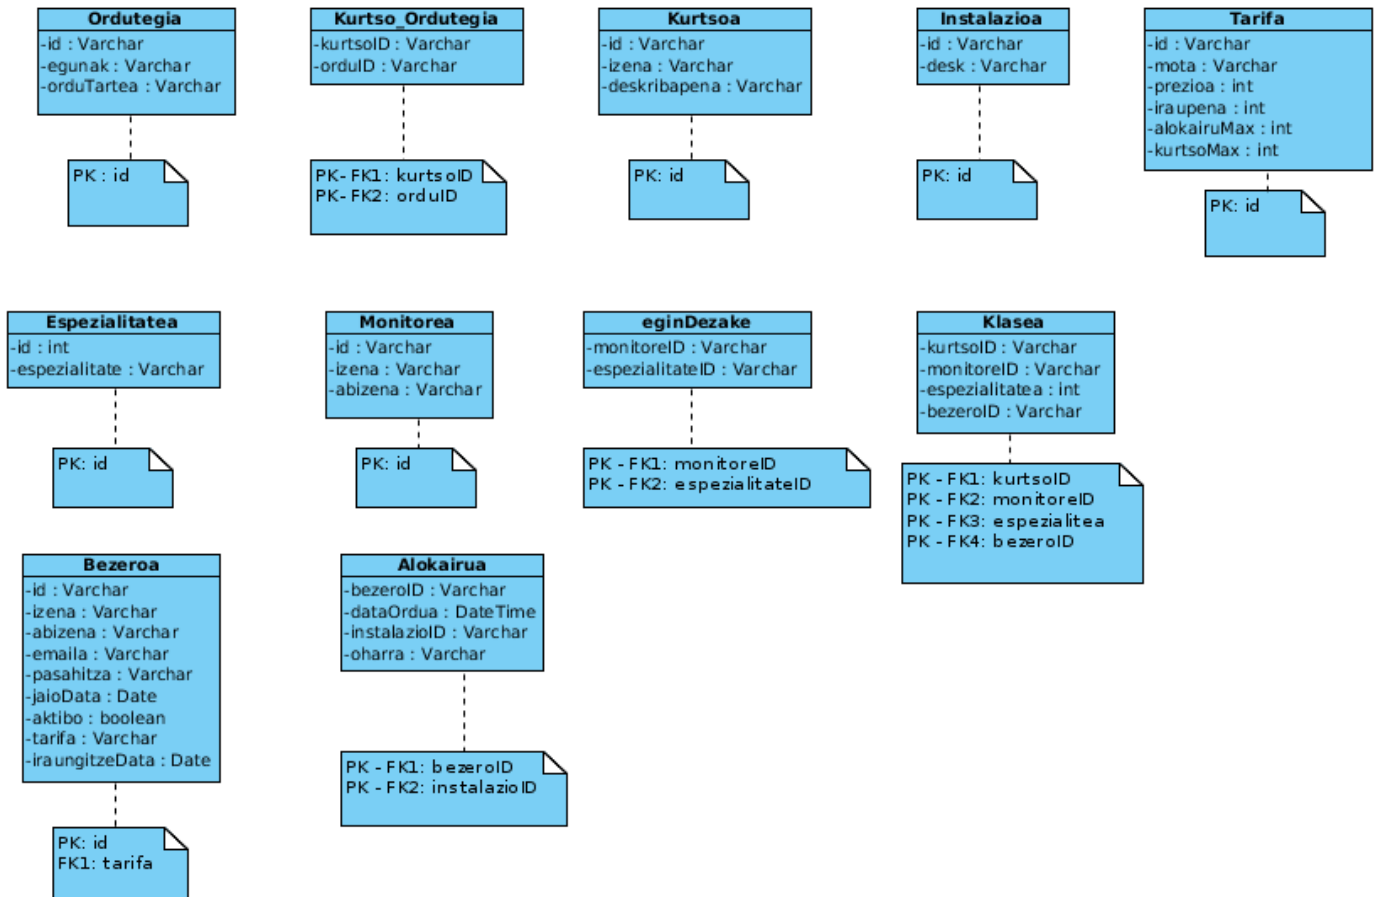 Ordutegia
-id : Varchar
-egunak : Varchar
-orduTartea : Varchar
PK : id
Kurtso_Ordutegia
-kurtsoID : Varchar
-orduID : Varchar
PK- FK1: kurtsoID
PK- FK2: orduID
Kurtsoa
-id : Varchar
-izena : Varchar
-deskribapena : Varchar
PK: id
Instalazioa
-id : Varchar
-desk : Varchar
PK: id
Tarifa
-id : Varchar
-mota : Varchar
-prezioa : int
-iraupena : int
-alokairuMax : int
-kurtsoMax : int
PK: id
Espezialitatea
-id : int
-espezialitate : Varchar
PK: id
Monitorea
-id : Varchar
-izena : Varchar
-abizena : Varchar
PK: id
eginDezake
-monitoreID : Varchar
-espezialitateID : Varchar
PK - FK1: monitoreID
PK - FK2: espezialitateID
Klasea
-kurtsoID : Varchar
-monitoreID : Varchar
-espezialitatea : int
-bezeroID : Varchar
PK - FK1: kurtsoID
PK - FK2: monitoreID
PK - FK3: espezialitea
PK - FK4: bezeroID
Bezeroa
-id : Varchar
-izena : Varchar
-abizena : Varchar
-emaila : Varchar
-pasahitza : Varchar
-jaioData : Date
-aktibo : boolean
-tarifa : Varchar
-iraungitzeData : Date
PK: id
FK1: tarifa
Alokairua
-bezeroID : Varchar
-dataOrdua : DateTime
-instalazioID : Varchar
-oharra : Varchar
PK - FK1: bezeroID
PK - FK2: instalazioID